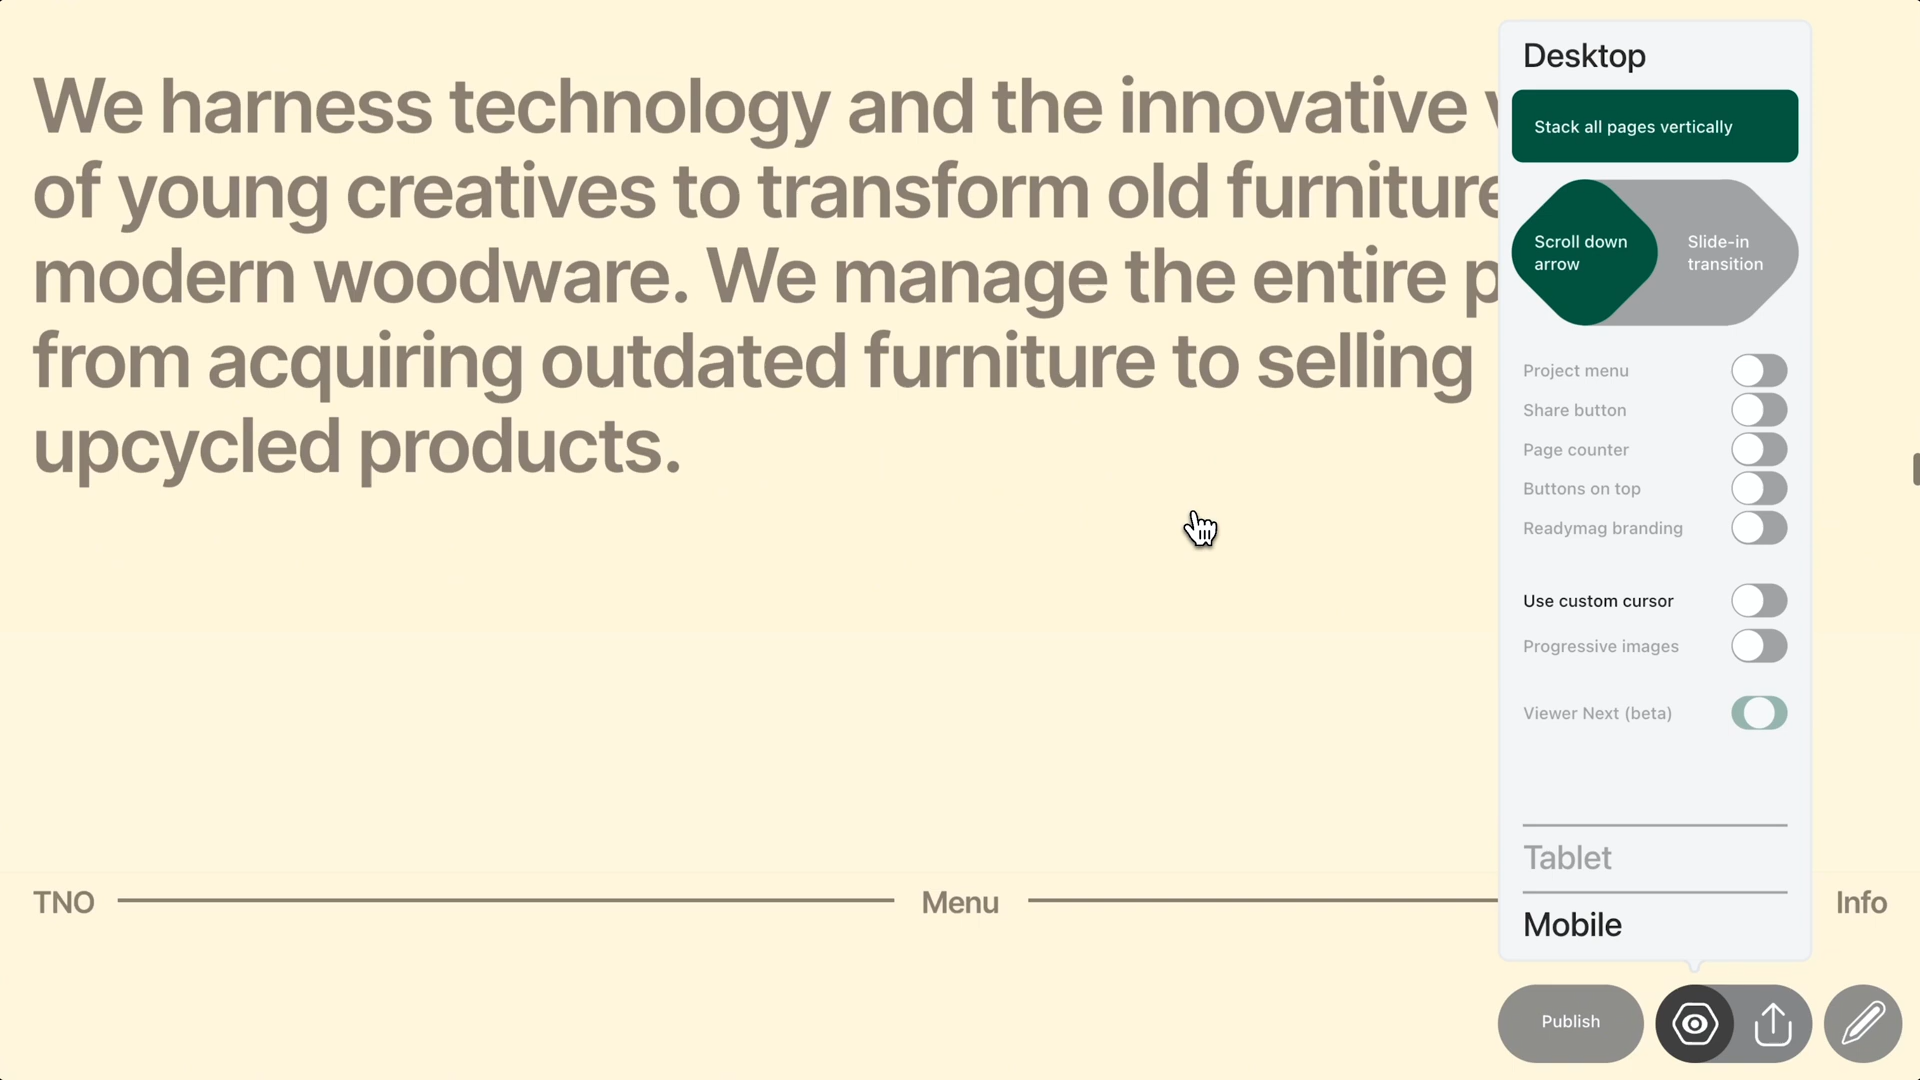 We harness technology and the innovative
of young creatives to transform old furniture
modern woodware. We manage the entire
from acquiring outdated furniture to selling
upcycled products.
TNO
Menu
Info
Desktop
Stack all pages vertically
Scroll down
arrow
Slide-in
transition
Project menu
Share button
Page counter
Buttons on top
Readymag branding
Use custom cursor
Progressive images
Viewer Next (beta)
Tablet
Mobile
Publish